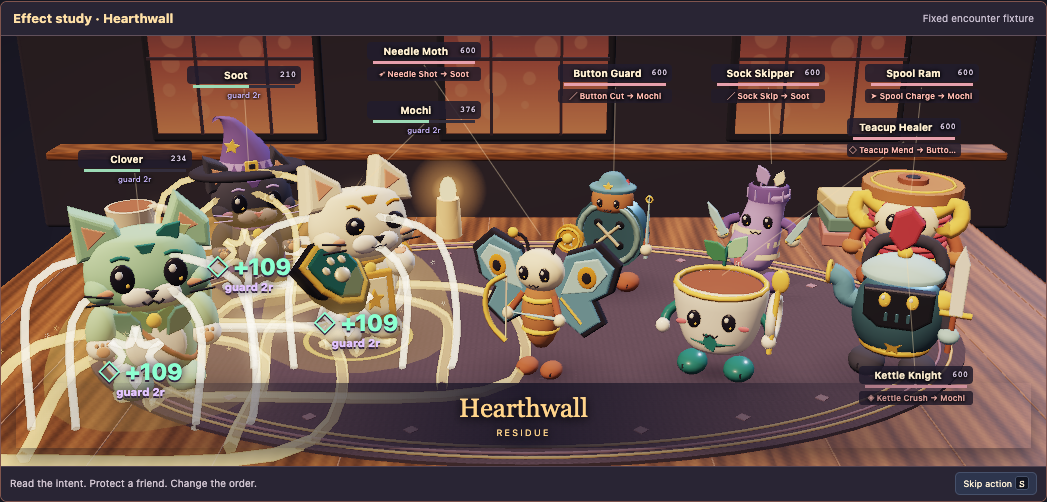 Effect study · Hearthwall
Fixed encounter fixture
Needle Moth 600
Needle Shot → Soot
Soot 210
guard 2r
Button Guard 600
Button Cut → Mochi
Sock Skipper 600
Sock Skip → Soot
Spool Ram 600
Spool Charge → Mochi
Mochi 376
guard 2r
Teacup Healer 600
Teacup Mend → Butto...
Clover 234
guard 2r
+109
guard 2r
+109
guard 2r
+109
guard 2r
Kettle Knight 600
Kettle Crush → Mochi
Hearthwall
RESIDUE
Read the intent. Protect a friend. Change the order.
Skip action S